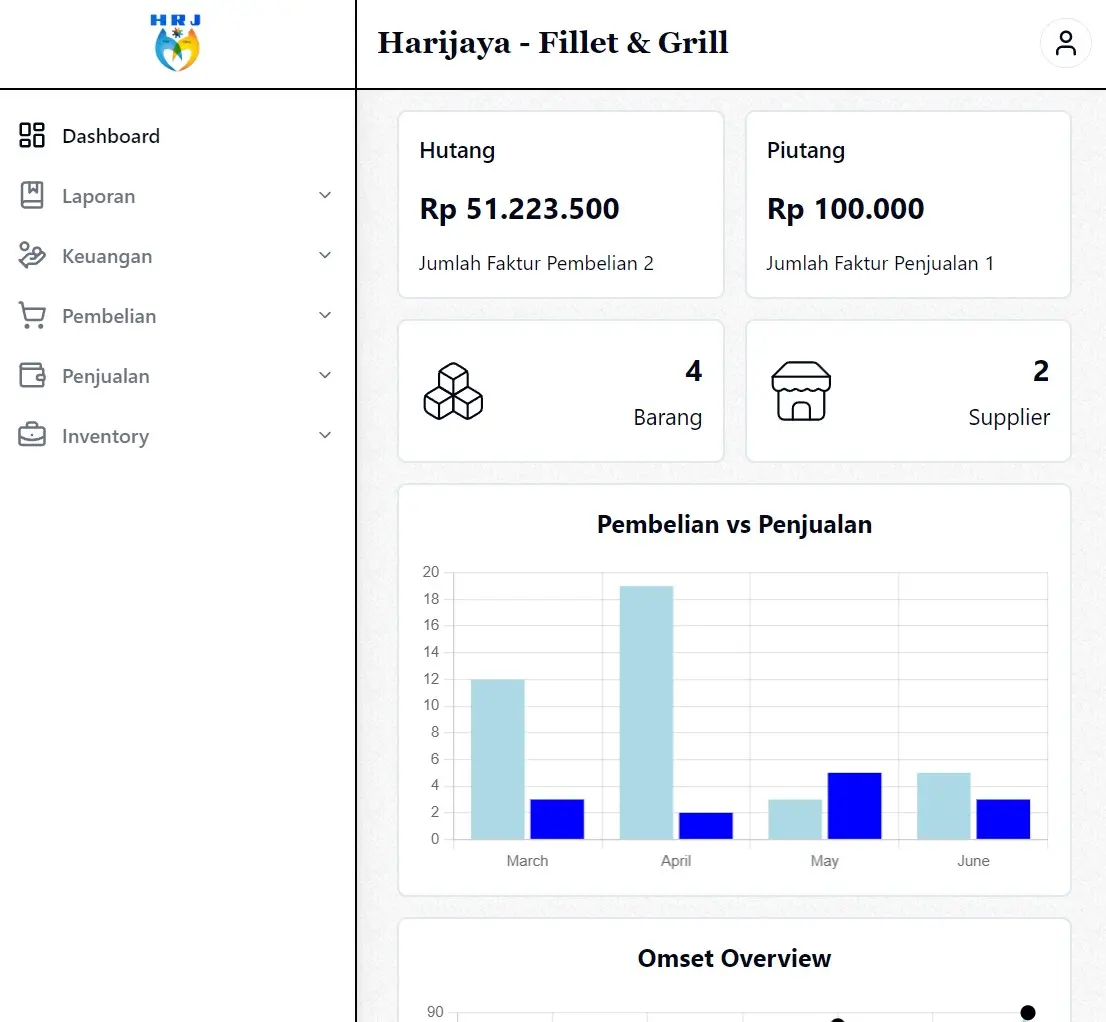 HRJ
Harijaya - Fillet & Grill
Dashboard
Laporan
Keuangan
Pembelian
Penjualan
Inventory
Hutang
Rp 51.223.500
Jumlah Faktur Pembelian 2
Piutang
Rp 100.000
Jumlah Faktur Penjualan 1
4
Barang
2
Supplier
Pembelian vs Penjualan
20
18
16
14
12
10
8
6
4
2
0
March April May June
Omset Overview
90